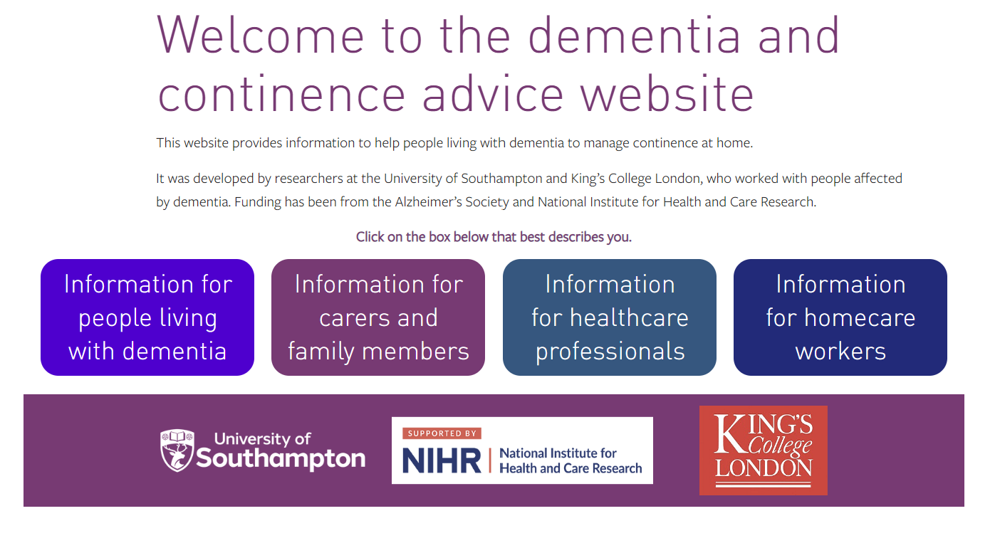 Welcome to the dementia and
continence advice website
This website provides information to help people living with dementia to manage continence at home.
It was developed by researchers at the University of Southampton and King’s College London, who worked with people affected
by dementia. Funding has been from the Alzheimer’s Society and National Institute for Health and Care Research.
Click on the box below that best describes you.
Information for
people living
with dementia
Information for
carers and
family members
Information
for healthcare
professionals
Information
for homecare
workers
University of
Southampton
SUPPORTED BY
NIHR
National Institute for
Health and Care Research
KING'S
College
LONDON